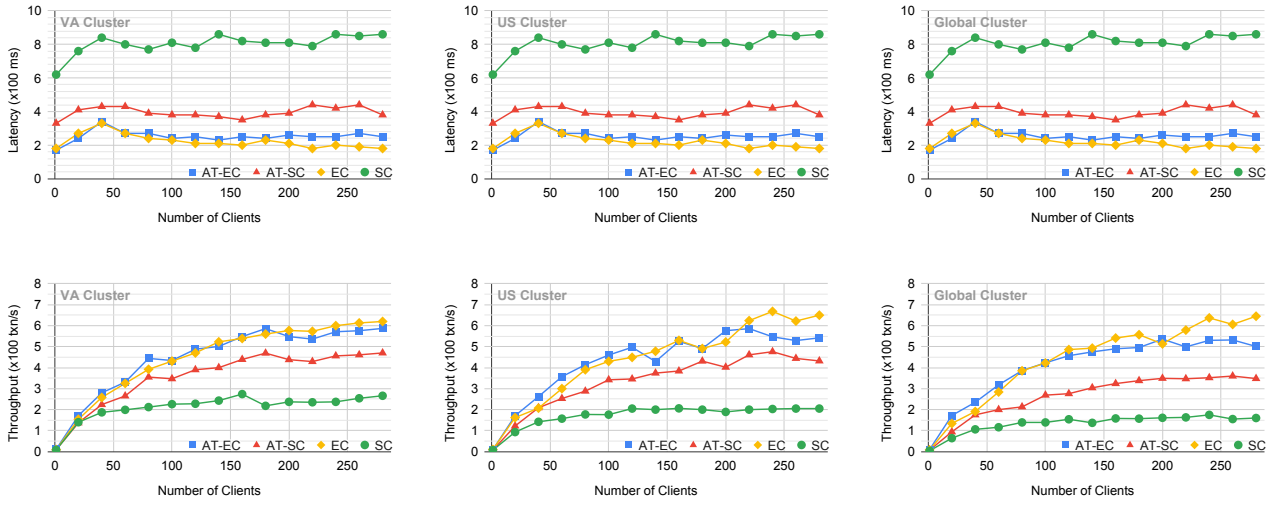 VA Cluster
Latency (x100 ms)
10
8
6
4
2
0
AT-EC AT-SC EC SC
0 50 100 150 200 250
Number of Clients
US Cluster
Latency (x100 ms)
10
8
6
4
2
0
AT-EC AT-SC EC SC
0 50 100 150 200 250
Number of Clients
Global Cluster
Latency (x100 ms)
10
8
6
4
2
0
AT-EC AT-SC EC SC
0 50 100 150 200 250
Number of Clients
VA Cluster
Throughput (x100 txn/s)
8
7
6
5
4
3
2
1
0
AT-EC AT-SC EC SC
0 50 100 150 200 250
Number of Clients
US Cluster
Throughput (x100 txn/s)
8
7
6
5
4
3
2
1
0
AT-EC AT-SC EC SC
0 50 100 150 200 250
Number of Clients
Global Cluster
Throughput (x100 txn/s)
8
7
6
5
4
3
2
1
0
AT-EC AT-SC EC SC
0 50 100 150 200 250
Number of Clients